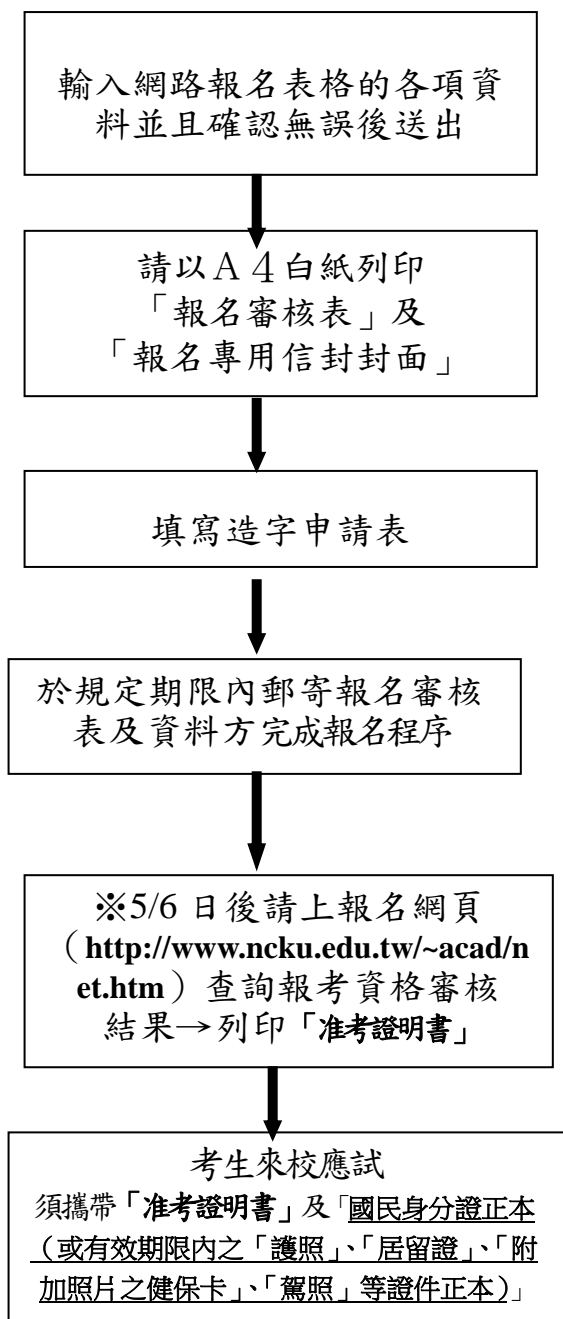 輸入網路報名表格的各項資
料並且確認無誤後送出
請以Ａ４白紙列印
「報名審核表」及
「報名專用信封封面」
填寫造字申請表
於規定期限內郵寄報名審核
表及資料方完成報名程序
※5/6 日後請上報名網頁
（http://www.ncku.edu.tw/~acad/n
et.htm）查詢報考資格審核
結果→列印「准考證明書」
考生來校應試
須攜帶「准考證明書」及「國民身分證正本
（或有效期限內之「護照」、「居留證」、「附
加照片之健保卡」、「駕照」等證件正本）」